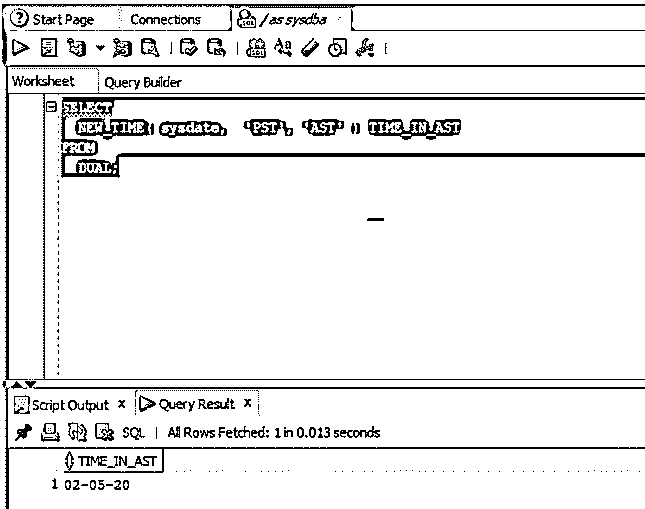 Start Page Connections / as sysdba
Worksheet Query Builder
SELECT
NEW_TIME( sysdate, 'PST', 'AST' ) TIME_IN_AST
FROM
DUAL;
Script Output x Query Result x
SQL | All Rows Fetched: 1 in 0.013 seconds
TIME_IN_AST
1 02-05-20